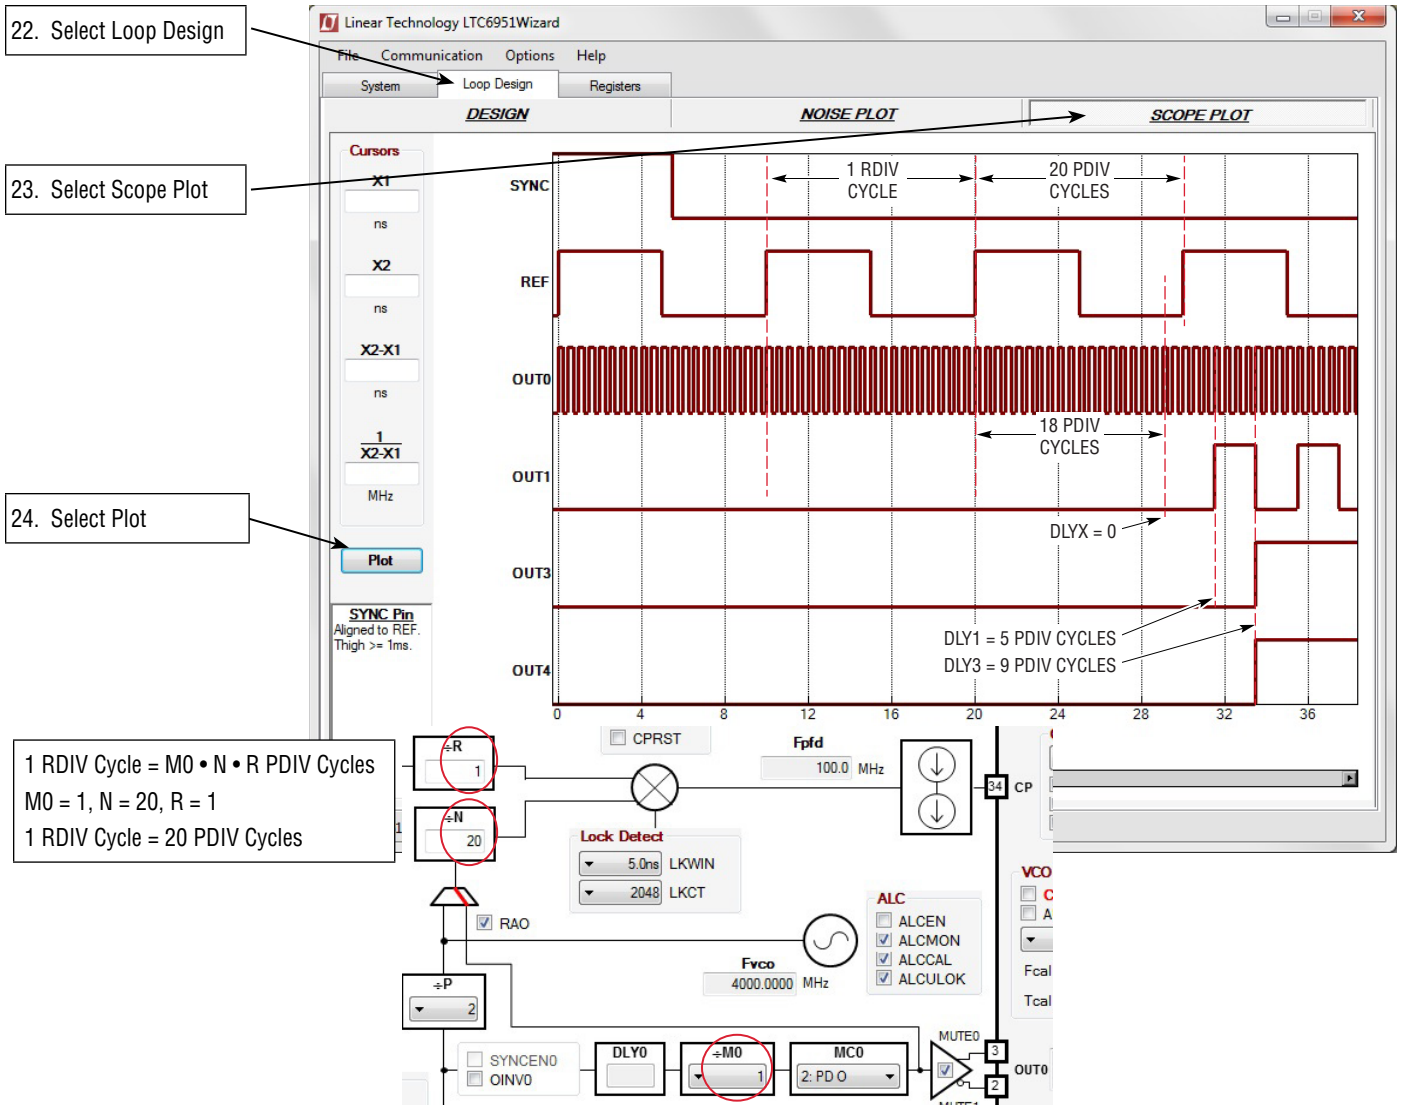 22. Select Loop Design
Linear Technology LTC6951Wizard
File Communication Options Help
System Loop Design Registers
DESIGN NOISE PLOT SCOPE PLOT
23. Select Scope Plot
Cursors
X1
ns
X2
ns
X2-X1
ns
1
X2-X1
MHz
24. Select Plot
Plot
SYNC Pin
Aligned to REF.
Thigh >= 1ms.
SYNC
1 RDIV
CYCLE
20 PDIV
CYCLES
REF
OUT0
18 PDIV
CYCLES
OUT1
DLYX = 0
OUT3
DLY1 = 5 PDIV CYCLES
DLY3 = 9 PDIV CYCLES
OUT4
0 4 8 12 16 20 24 28 32 36
1 RDIV Cycle = M0 • N • R PDIV Cycles
M0 = 1, N = 20, R = 1
1 RDIV Cycle = 20 PDIV Cycles
÷R
1
÷N
20
1
CPRST
Fpfd
100.0 MHz
34 CP
Lock Detect
5.0ns LKWIN
2048 LKCT
RAO
ALC
ALCEN
ALCMON
ALCCAL
ALCULOK
Fvco
4000.0000 MHz
VCO
C
A
Fcal
Tcal
÷P
2
SYNCEN0
OINV0
DLY0
÷M0
1
MC0
2: PD O
MUTE0
3
2
OUT0
MUTE1